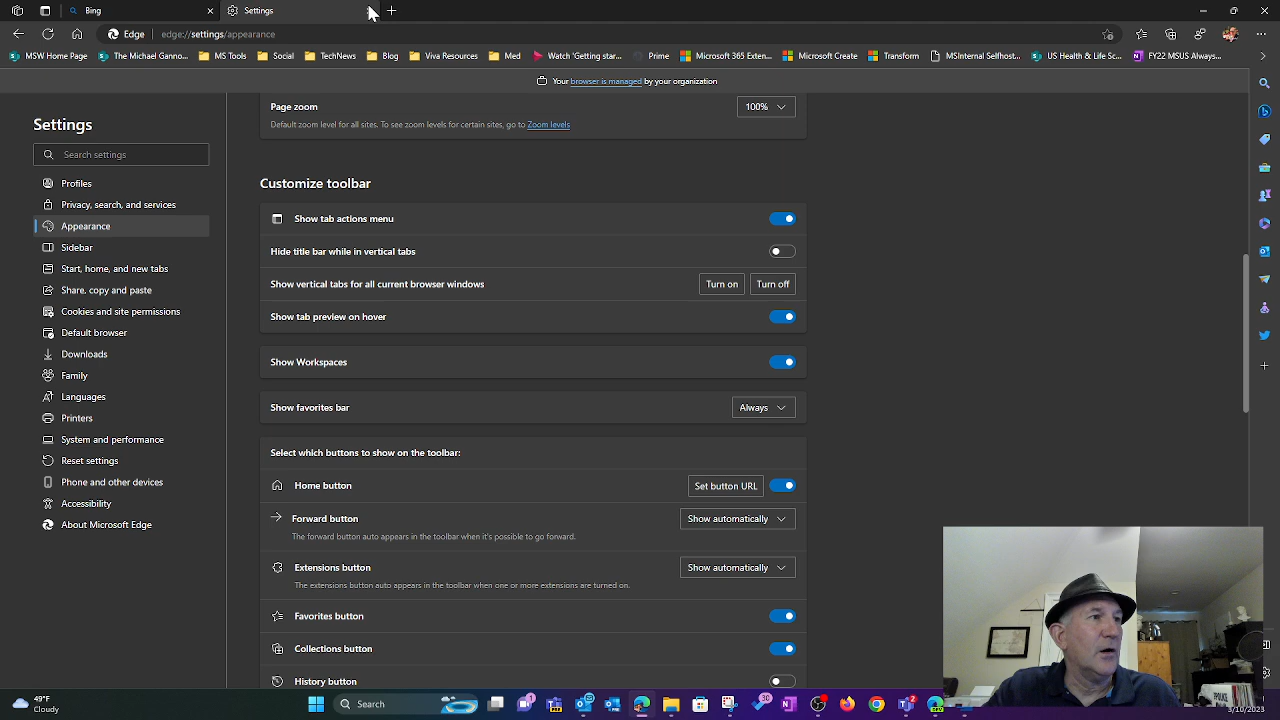 Bing
Settings
Edge
edge://settings/appearance
MSW Home Page
The Michael Ganno...
MS Tools
Social
TechNews
Blog
Viva Resources
Med
Watch 'Getting star...
Prime
Microsoft 365 Exten...
Microsoft Create
Transform
MSInternal Selfhost...
US Health & Life Sc...
FY22 MSUS Always...
Your browser is managed by your organization
Settings
Search settings
Profiles
Privacy, search, and services
Appearance
Sidebar
Start, home, and new tabs
Share, copy and paste
Cookies and site permissions
Default browser
Downloads
Family
Languages
Printers
System and performance
Reset settings
Phone and other devices
Accessibility
About Microsoft Edge
Page zoom
100%
Default zoom level for all sites. To see zoom levels for certain sites, go to Zoom levels
Customize toolbar
Show tab actions menu
Hide title bar while in vertical tabs
Show vertical tabs for all current browser windows
Turn on
Turn off
Show tab preview on hover
Show Workspaces
Show favorites bar
Always
Select which buttons to show on the toolbar:
Home button
Set button URL
Forward button
Show automatically
The forward button auto appears in the toolbar when it's possible to go forward.
Extensions button
Show automatically
The extensions button auto appears in the toolbar when one or more extensions are turned on.
Favorites button
Collections button
History button
49°F
Cloudy
Search
1
30
2
3/10/2023